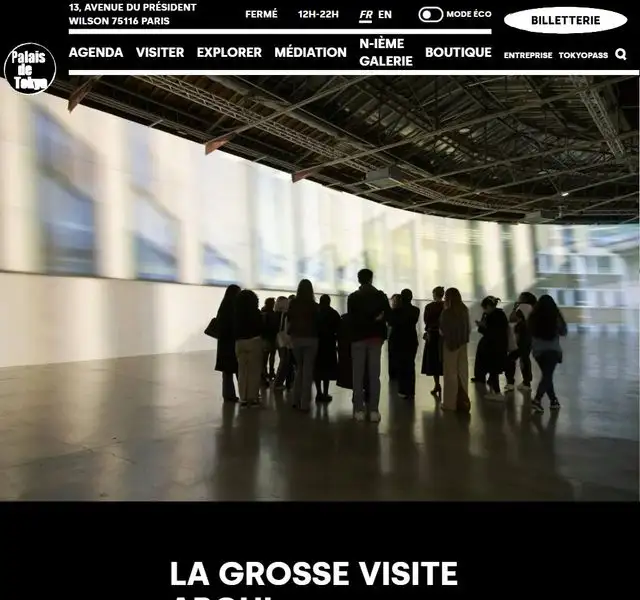 13, AVENUE DU PRÉSIDENT
WILSON 75116 PARIS
FERMÉ
12H-22H
FR EN
MODE ÉCO
BILLETTERIE
Palais
de
Tokyo
AGENDA
VISITER
EXPLORER
MÉDIATION
N-IÈME
GALERIE
BOUTIQUE
ENTREPRISE
TOKYOPASS
LA GROSSE VISITE